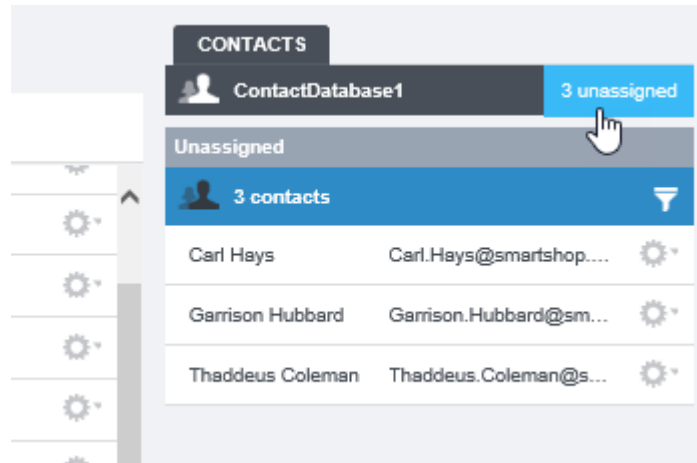 CONTACTS
ContactDatabase1 3 unassigned
Unassigned
3 contacts
Carl Hays Carl.Hays@smartshop....
Garrison Hubbard Garrison.Hubbard@sm...
Thaddeus Coleman Thaddeus.Coleman@s...